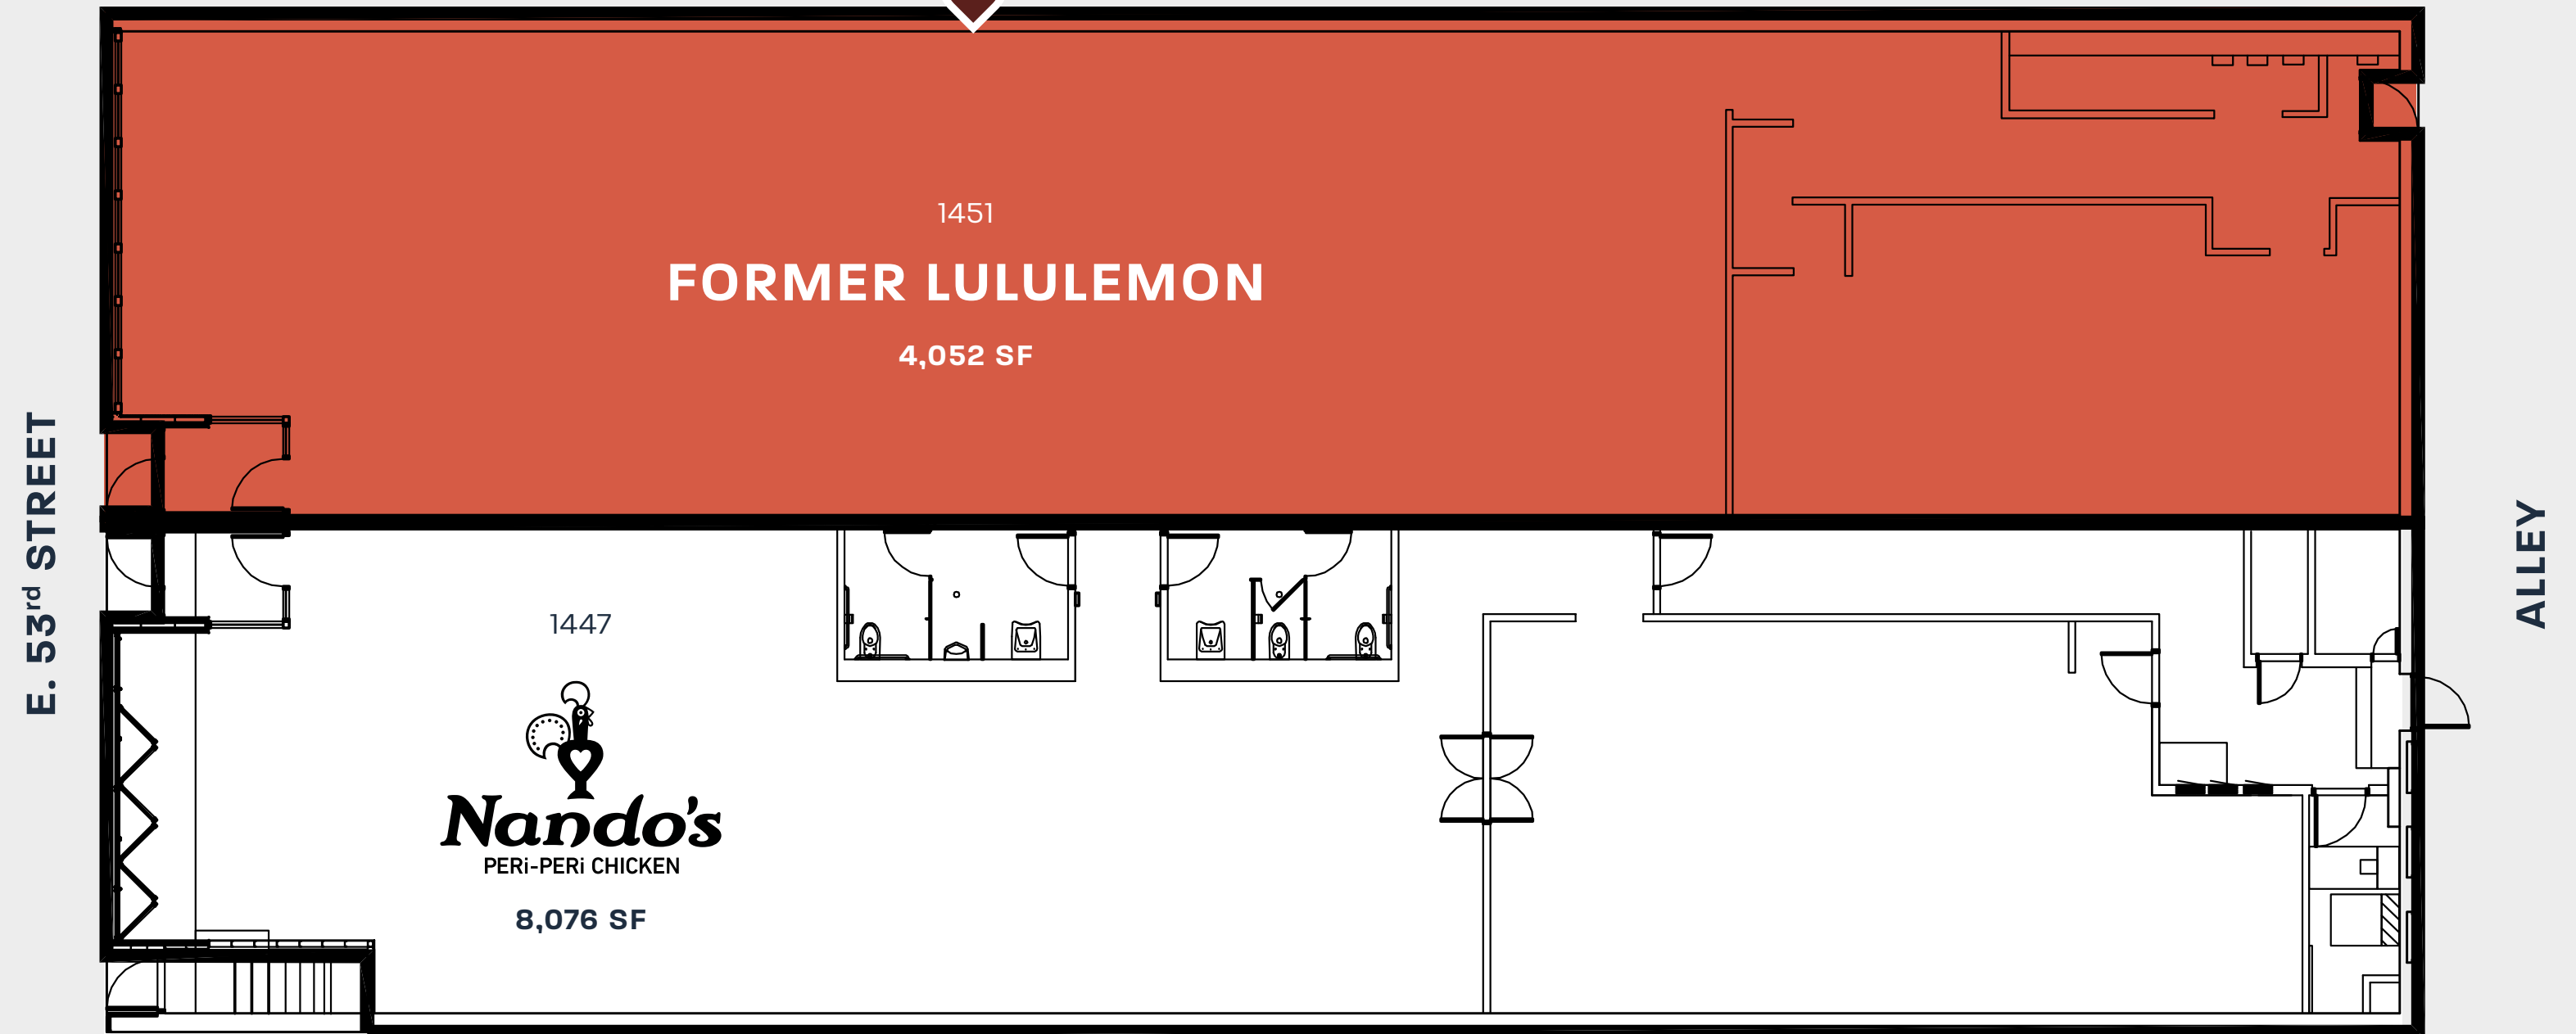 1451
FORMER LULULEMON
4,052 SF
E. 53rd STREET
ALLEY
1447
Nando's
PERi-PERi CHICKEN
8,076 SF